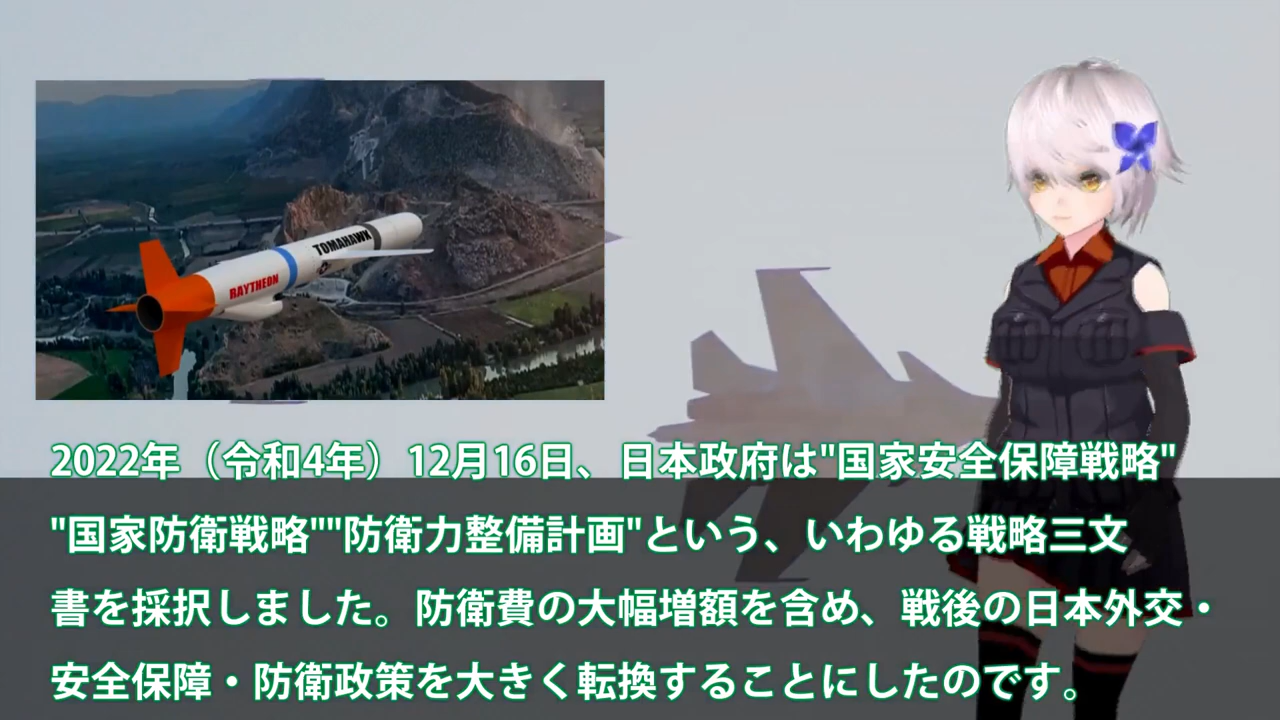 TOMAHAWK
RAYTHEON
2022年（令和4年）12月16日、日本政府は"国家安全保障戦略"
"国家防衛戦略""防衛力整備計画"という、いわゆる戦略三文
書を採択しました。防衛費の大幅増額を含め、戦後の日本外交・
安全保障・防衛政策を大きく転換することにしたのです。